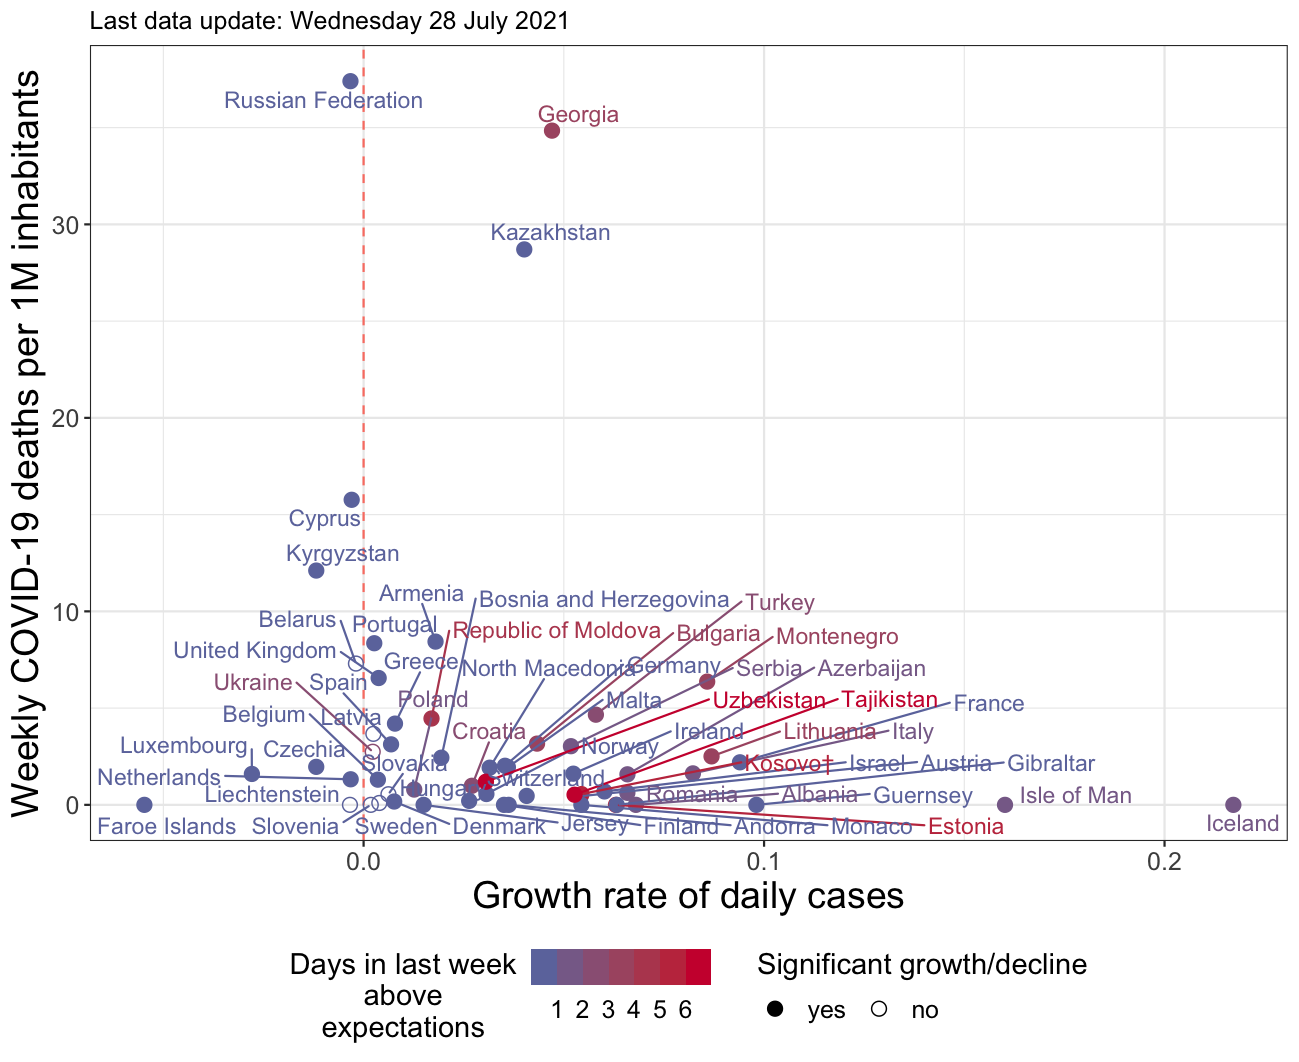 Last data update: Wednesday 28 July 2021
Weekly COVID-19 deaths per 1M inhabitants
30
20
10
0
Russian Federation
Georgia
Kazakhstan
Cyprus
Kyrgyzstan
Armenia
Bosnia and Herzegovina
Turkey
Belarus
Portugal
Republic of Moldova
Bulgaria
Montenegro
United Kingdom
Greece
North Macedonia
Germany
Serbia
Azerbaijan
Ukraine
Spain
Poland
Malta
Uzbekistan
Tajikistan
France
Belgium
Latvia
Croatia
Ireland
Lithuania
Italy
Luxembourg
Czechia
Norway
Slovakia
Kosovo†
Israel
Austria
Gibraltar
Netherlands
Switzerland
Hungary
Liechtenstein
Romania
Albania
Guernsey
Isle of Man
Faroe Islands
Slovenia
Sweden
Denmark
Jersey
Finland
Andorra
Monaco
Estonia
Iceland
0.0
0.1
0.2
Growth rate of daily cases
Days in last week
above
expectations
1 2 3 4 5 6
Significant growth/decline
yes
no